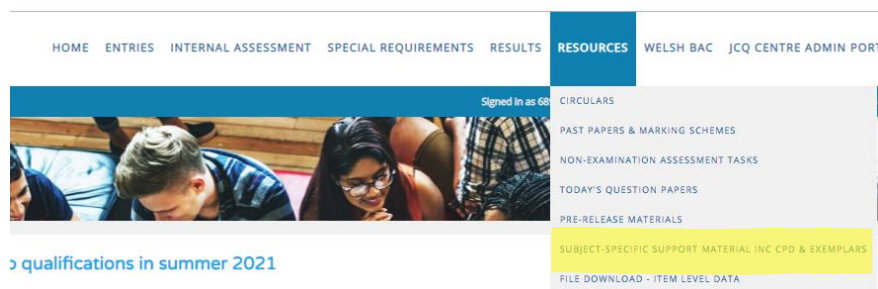 HOME ENTRIES INTERNAL ASSESSMENT SPECIAL REQUIREMENTS RESULTS RESOURCES WELSH BAC JCQ CENTRE ADMIN PORT
Signed in as 68
CIRCULARS
PAST PAPERS & MARKING SCHEMES
NON-EXAMINATION ASSESSMENT TASKS
TODAY'S QUESTION PAPERS
PRE-RELEASE MATERIALS
SUBJECT-SPECIFIC SUPPORT MATERIAL INC CPD & EXEMPLARS
o qualifications in summer 2021
FILE DOWNLOAD - ITEM LEVEL DATA